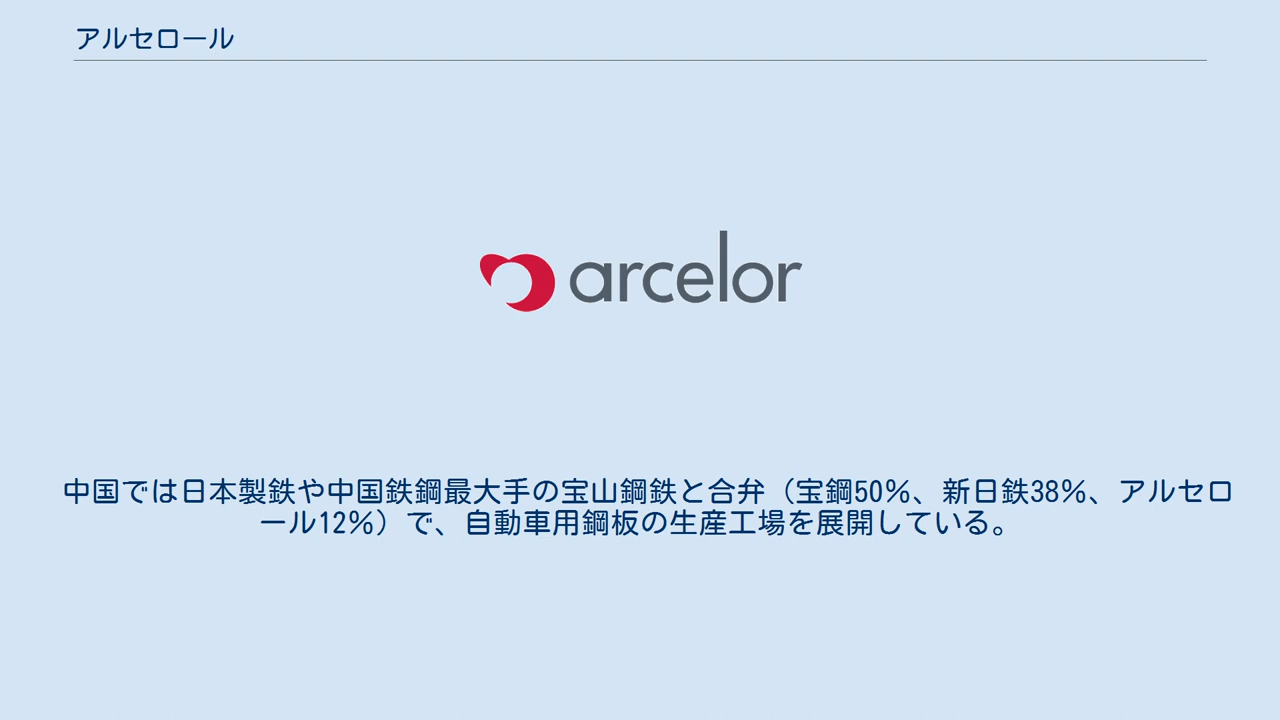 アルセロール
arcelor
中国では日本製鉄や中国鉄鋼最大手の宝山鋼鉄と合弁（宝鋼50％、新日鉄38％、アルセロ
ール12％）で、自動車用鋼板の生産工場を展開している。